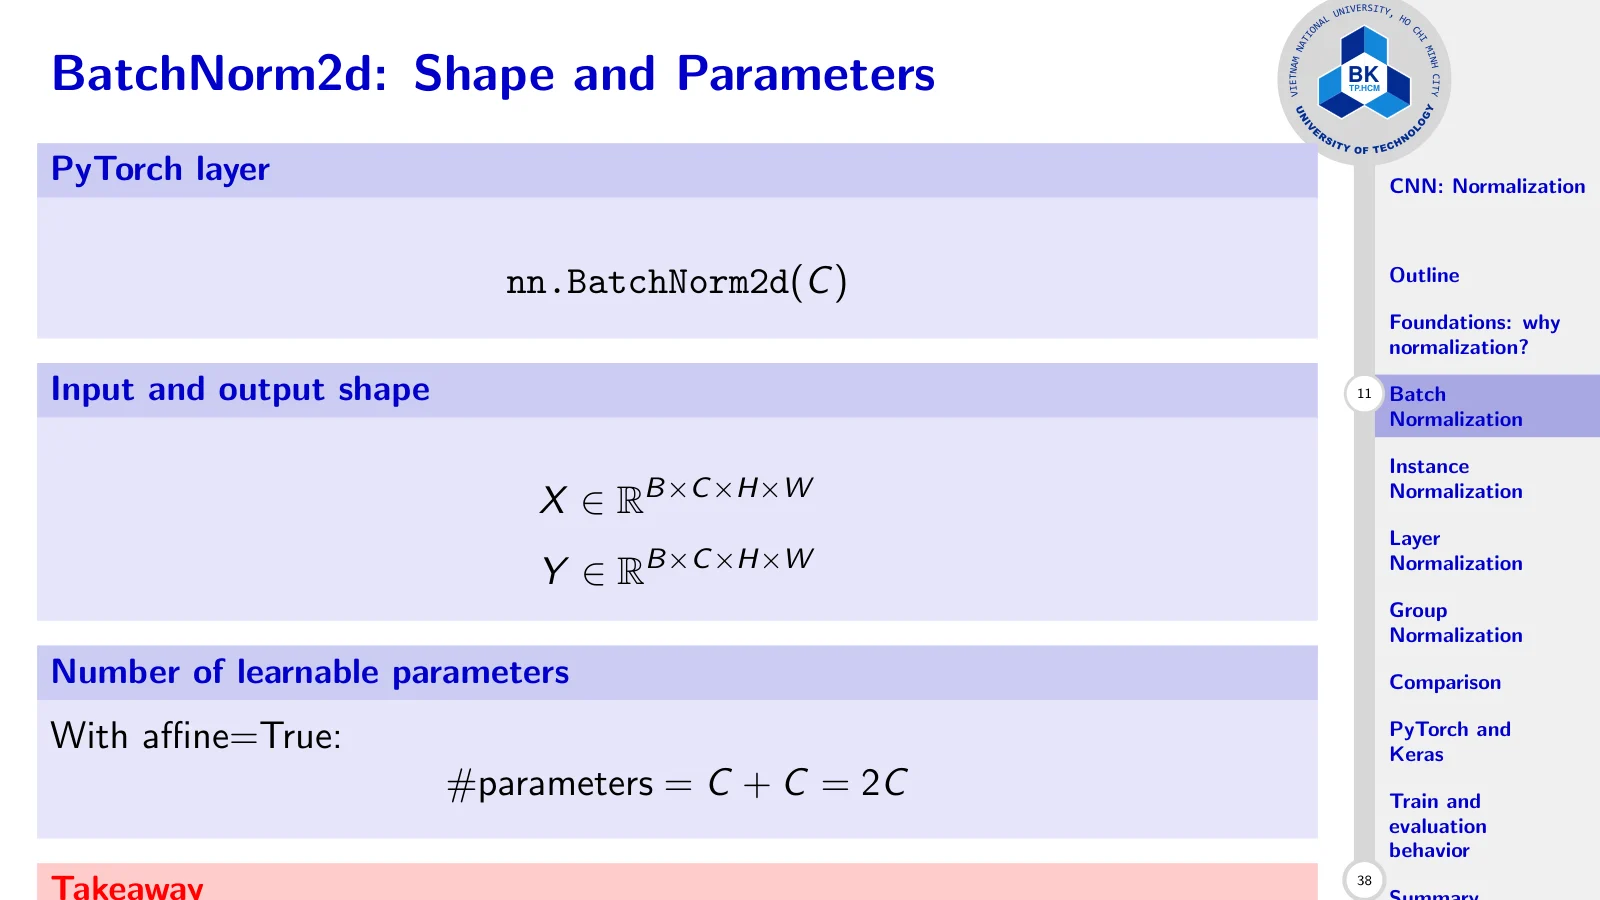 BatchNorm2d: Shape and Parameters
PyTorch layer
nn.BatchNorm2d(C)
Input and output shape
X ∈ ℝ^{B×C×H×W}
Y ∈ ℝ^{B×C×H×W}
Number of learnable parameters
With affine=True:
#parameters = C + C = 2C
Takeaway
VIETNAM NATIONAL UNIVERSITY, HO CHI MINH CITY
BK
TP.HCM
UNIVERSITY OF TECHNOLOGY
CNN: Normalization
Outline
Foundations: why
normalization?
11
Batch
Normalization
Instance
Normalization
Layer
Normalization
Group
Normalization
Comparison
PyTorch and
Keras
Train and
evaluation
behavior
38
Summary